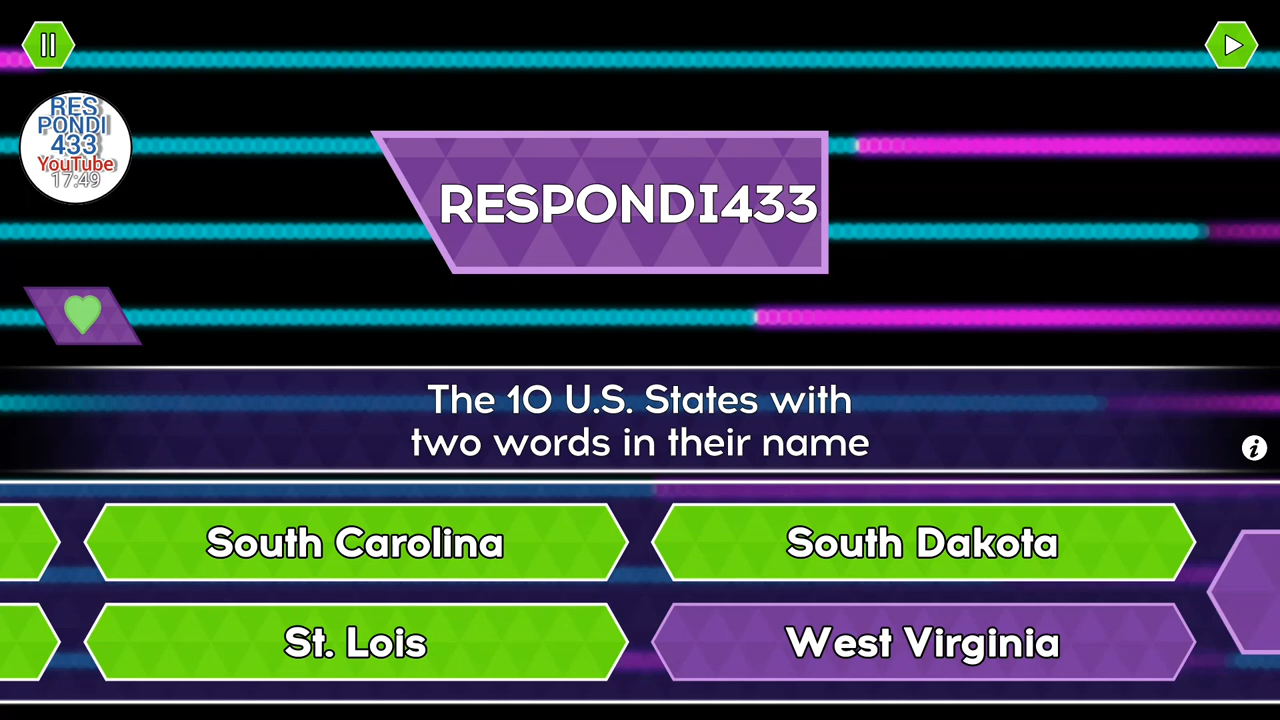 RES
PONDI
433
YouTube
17:49
RESPONDI433
The 10 U.S. States with
two words in their name
South Carolina
South Dakota
St. Lois
West Virginia